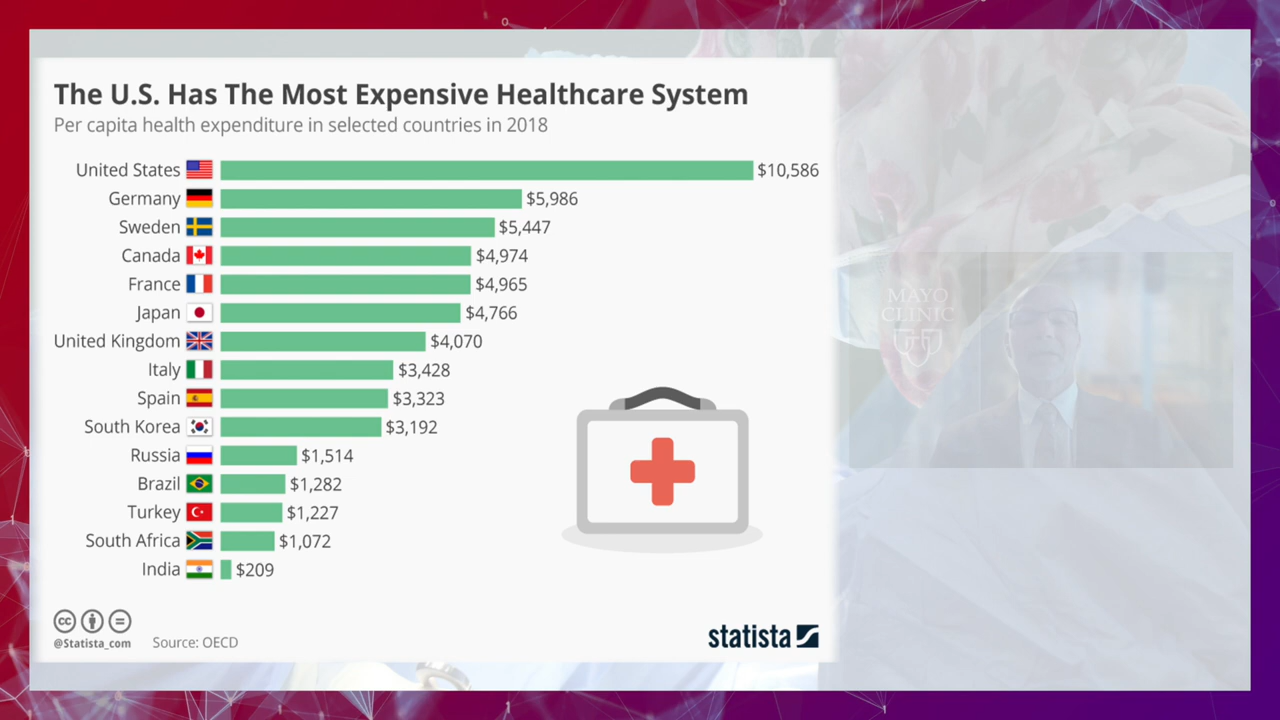 The U.S. Has The Most Expensive Healthcare System
Per capita health expenditure in selected countries in 2018
United States $10,586
Germany $5,986
Sweden $5,447
Canada $4,974
France $4,965
Japan $4,766
United Kingdom $4,070
Italy $3,428
Spain $3,323
South Korea $3,192
Russia $1,514
Brazil $1,282
Turkey $1,227
South Africa $1,072
India $209
@Statista_com Source: OECD
statista
MAYO
CLINIC